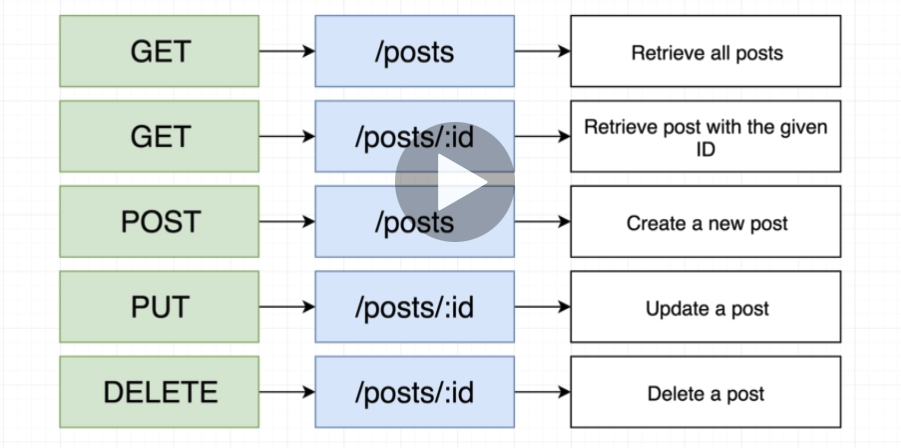 GET
/posts
Retrieve all posts
GET
/posts/:id
Retrieve post with the given
ID
POST
/posts
Create a new post
PUT
/posts/:id
Update a post
DELETE
/posts/:id
Delete a post